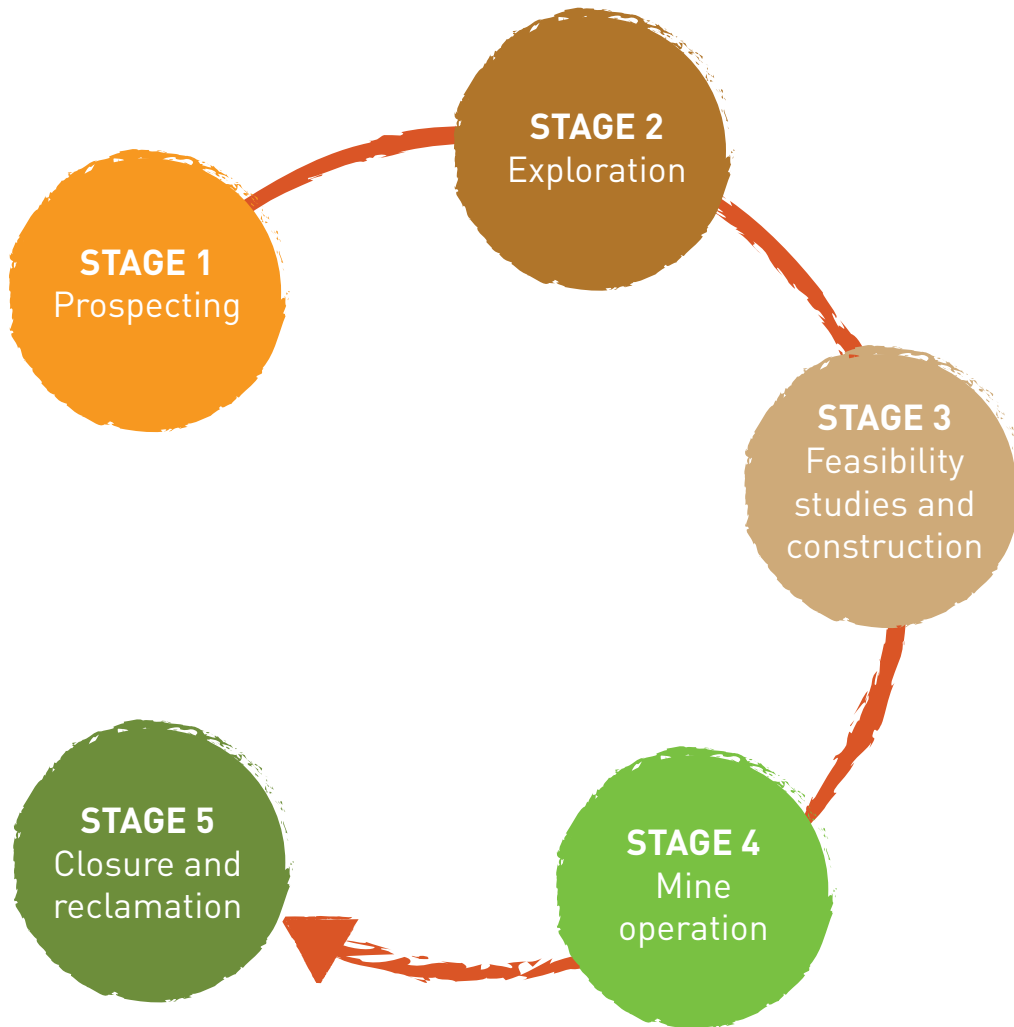 STAGE 1
Prospecting
STAGE 2
Exploration
STAGE 3
Feasibility
studies and
construction
STAGE 4
Mine
operation
STAGE 5
Closure and
reclamation